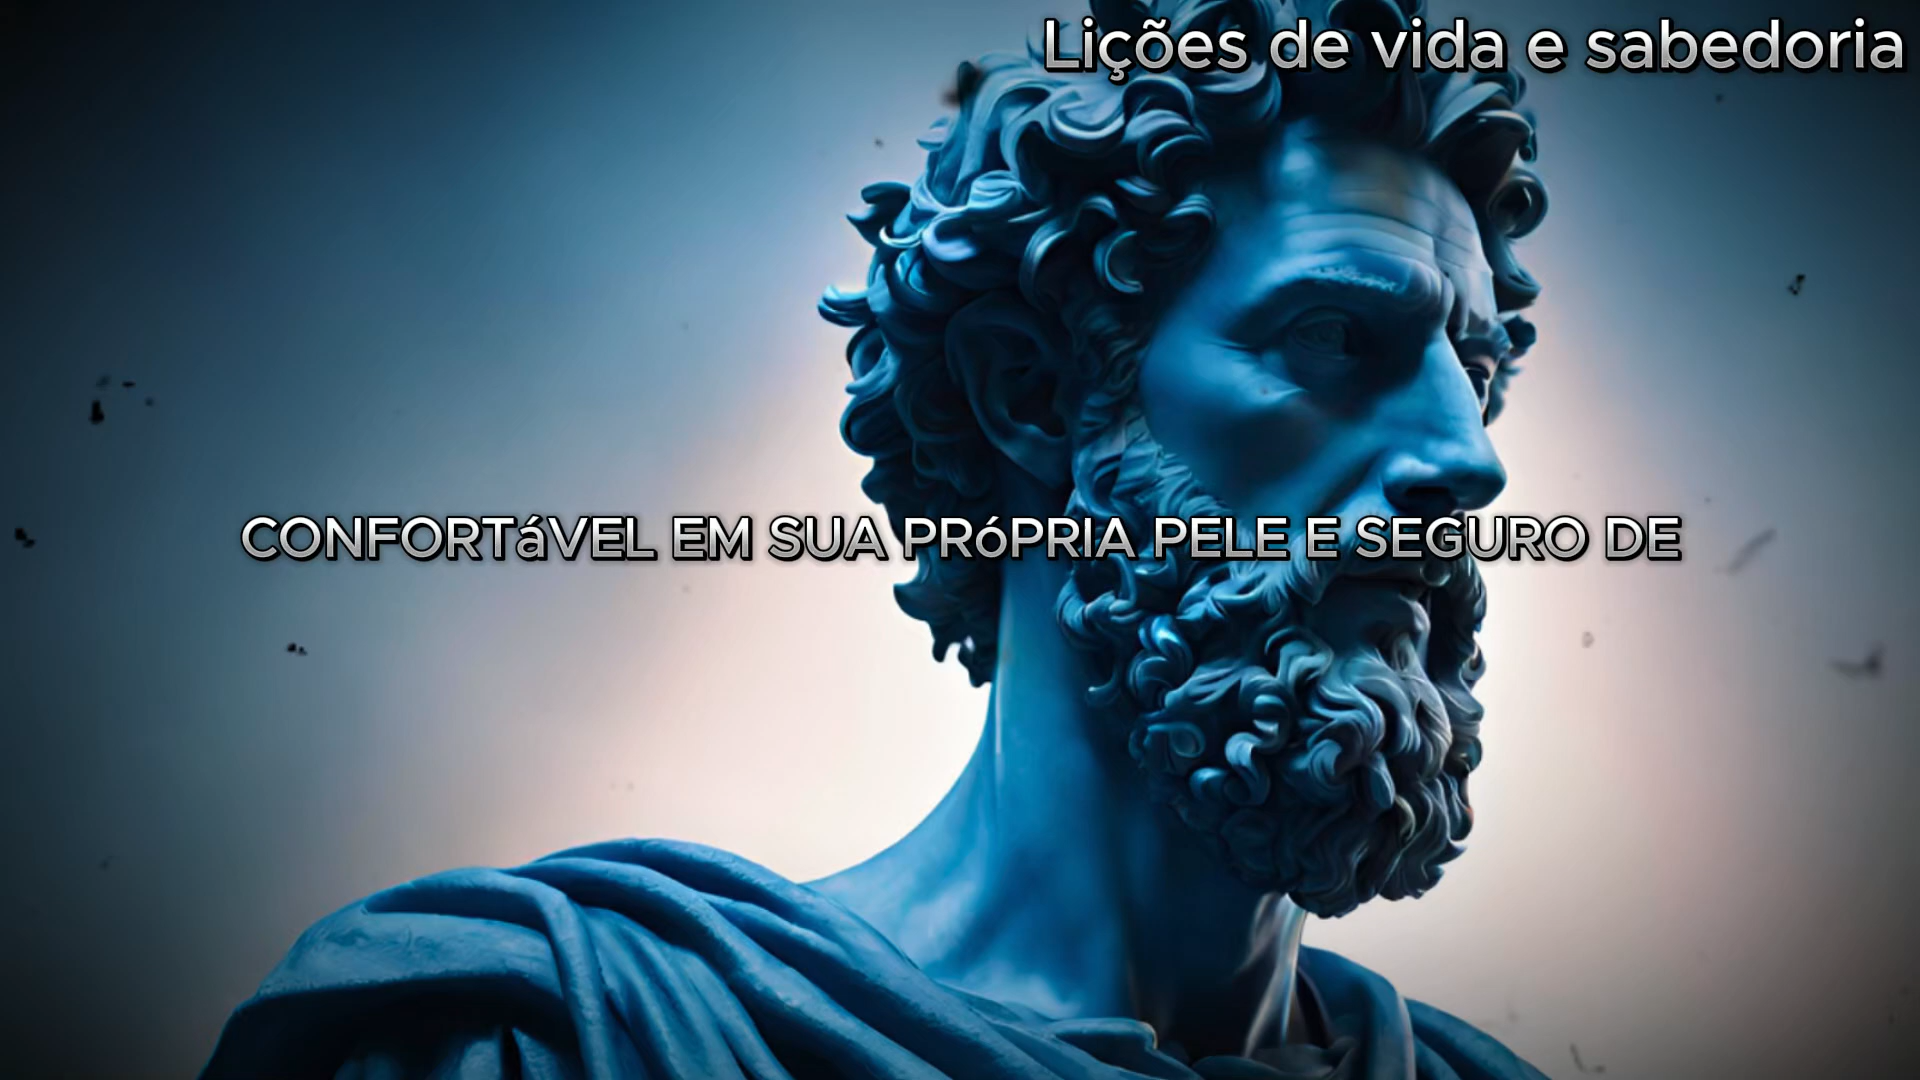 Lições de vida e sabedoria
CONFORTáVEL EM SUA PRóPRIA PELE E SEGURO DE